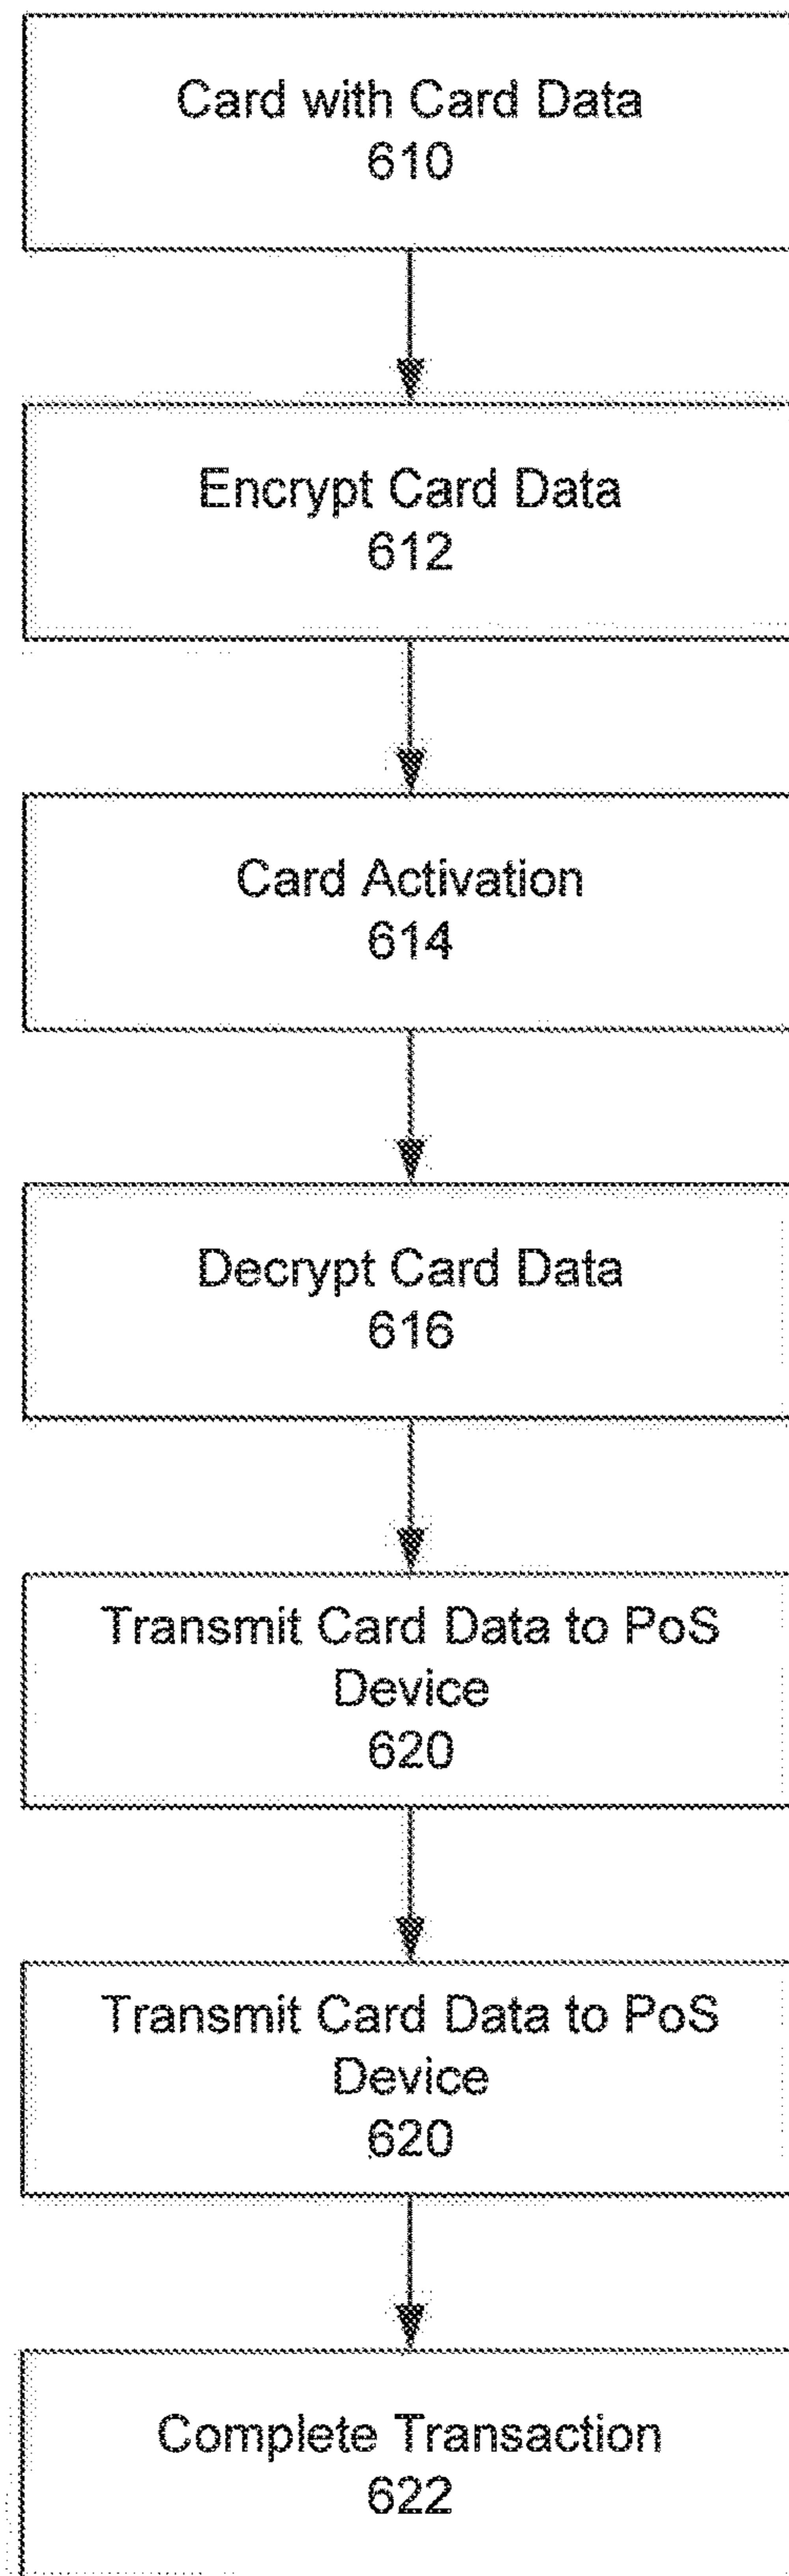 Card with Card Data
610
Encrypt Card Data
612
Card Activation
614
Decrypt Card Data
616
Transmit Card Data to PoS
Device
620
Transmit Card Data to PoS
Device
620
Complete Transaction
622